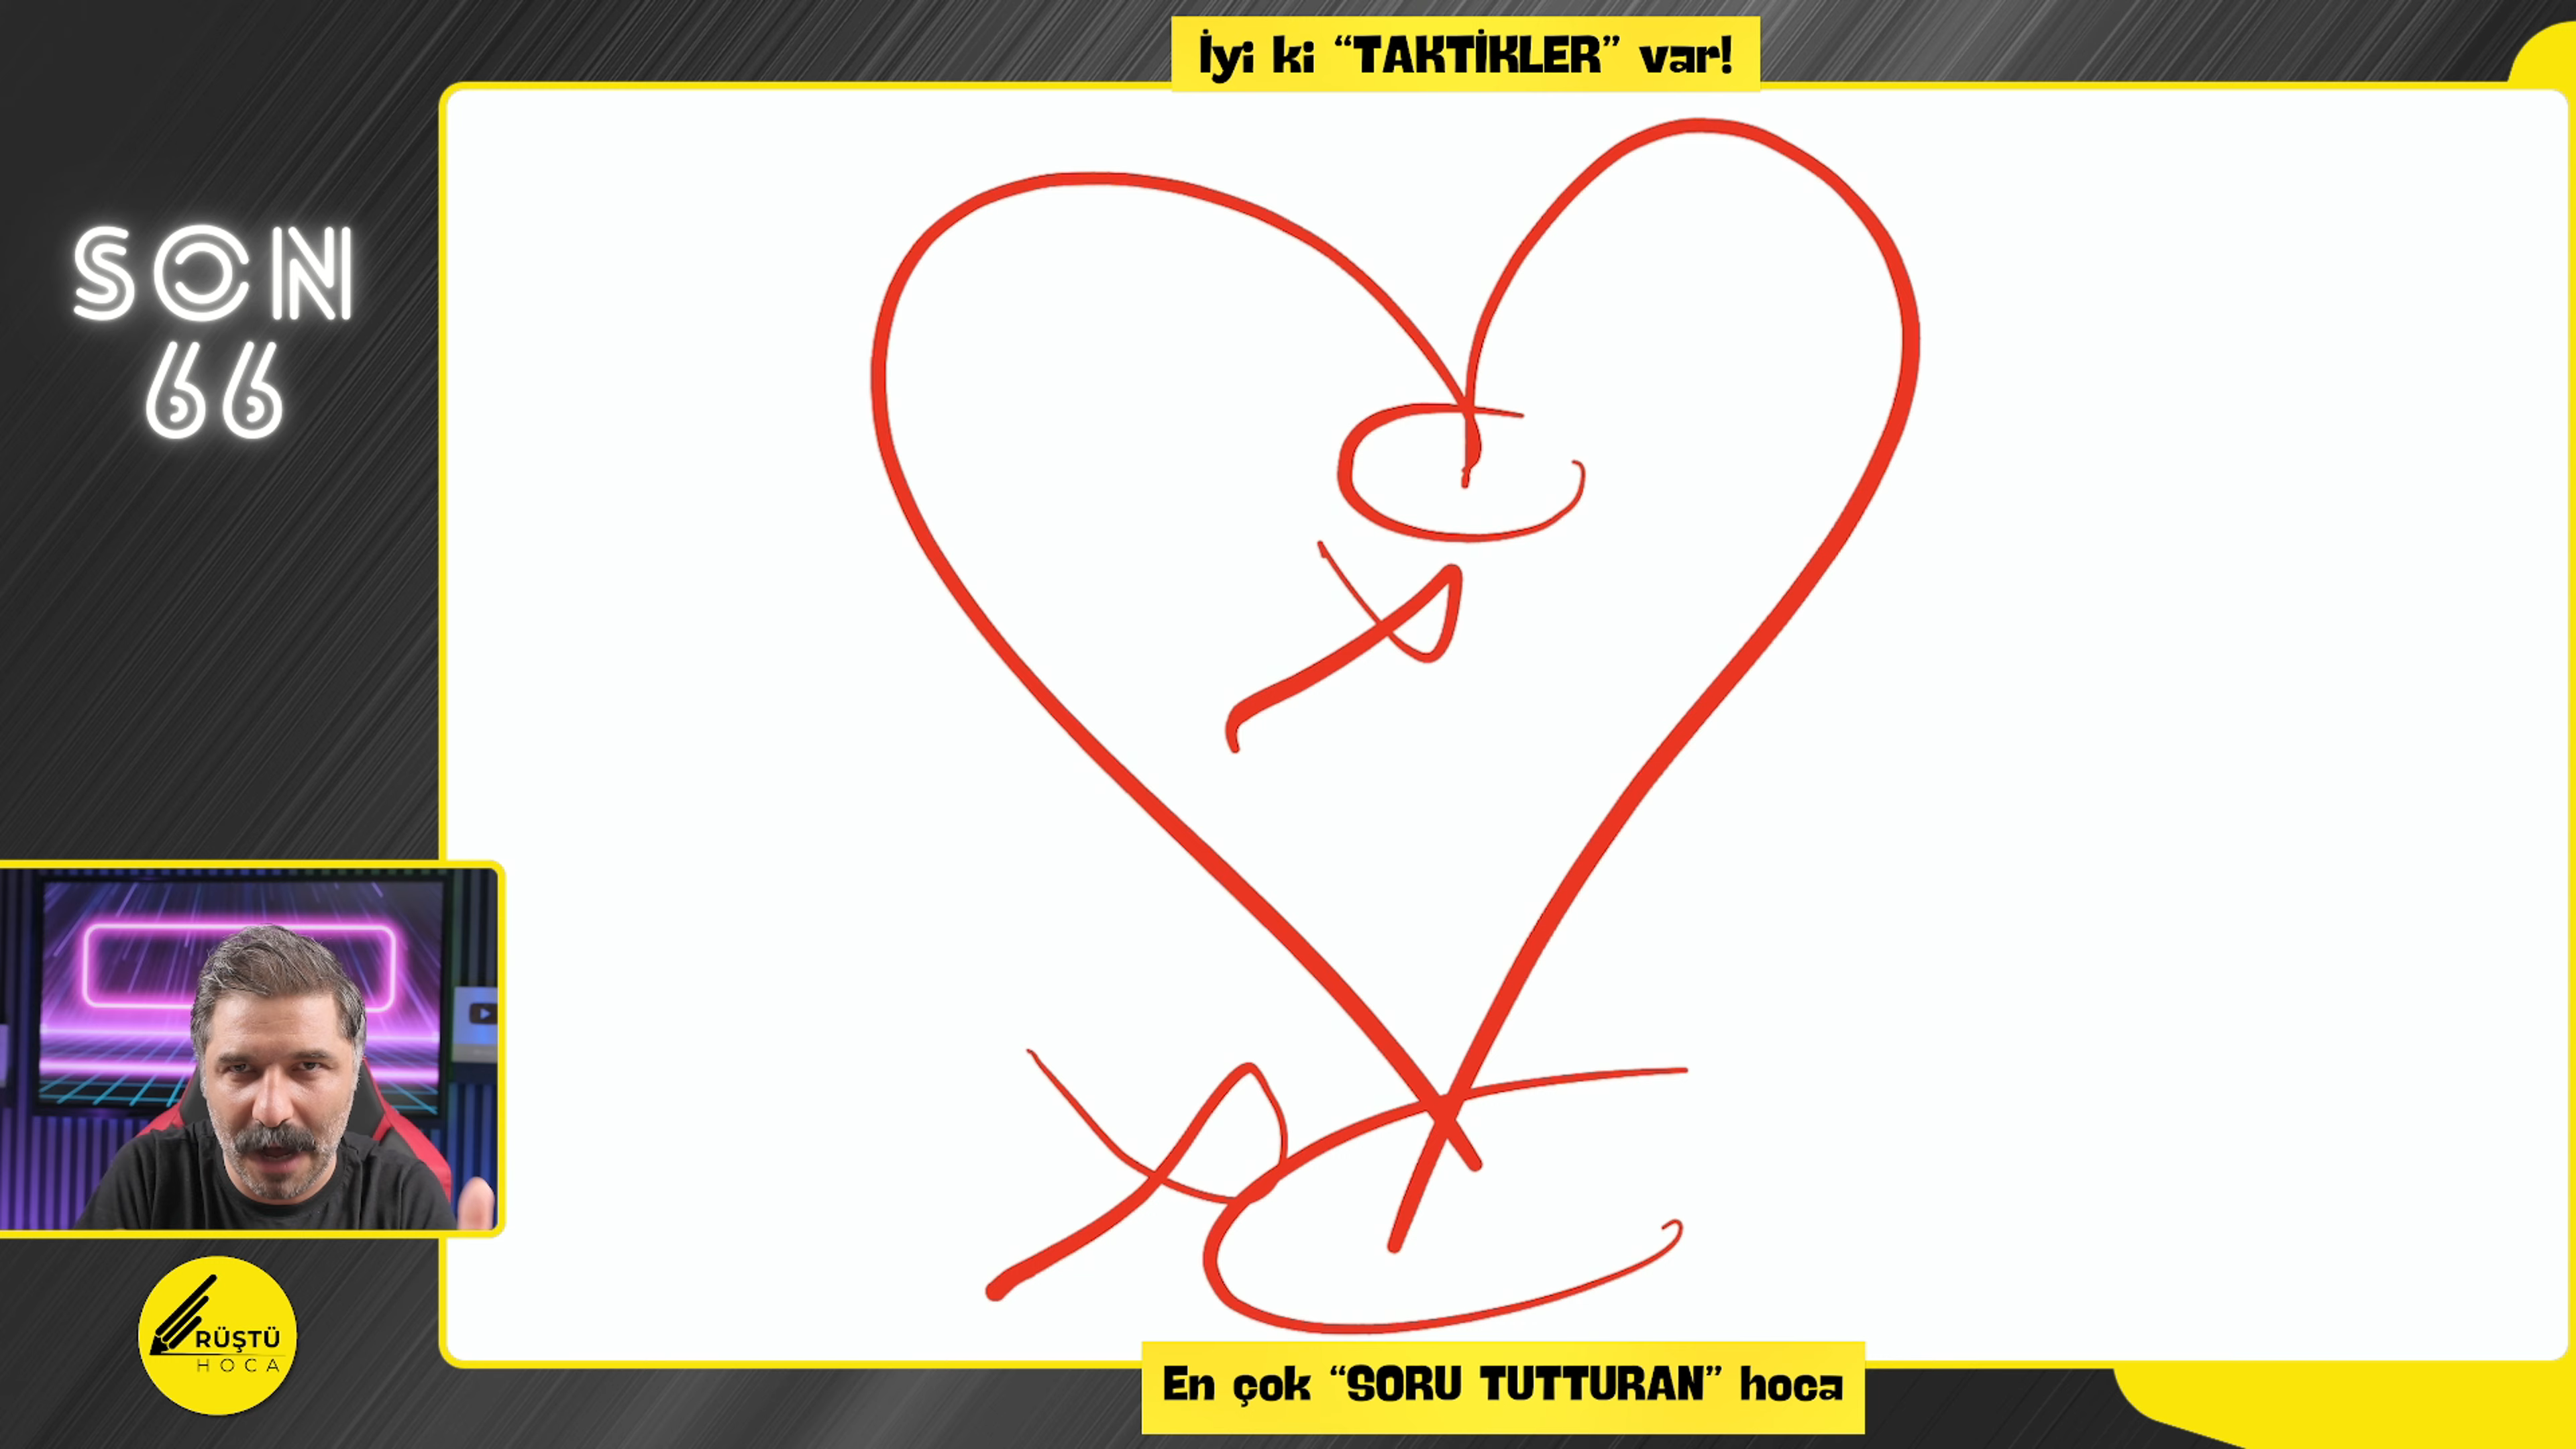 İyi ki “TAKTİKLER” var!
SON
66
RÜŞTÜ
HOCA
En çok “SORU TUTTURAN” hoca